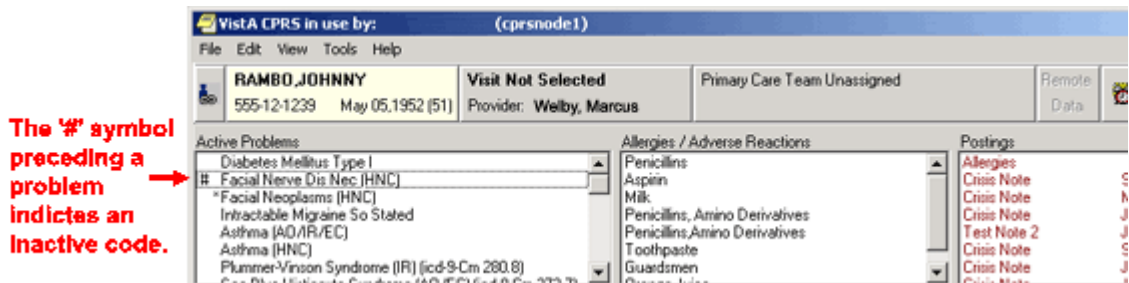 VistA CPRS in use by: (cprsnode1)
File Edit View Tools Help
RAMBO,JOHNNY
555-12-1239 May 05,1952 (51)
Visit Not Selected
Provider: Welby, Marcus
Primary Care Team Unassigned
Remote
Data
The '#' symbol
preceding a
problem
indictes an
inactive code.
Active Problems
Diabetes Mellitus Type I
# Facial Nerve Dis Nec (HNC)
*Facial Neoplasms (HNC)
Intractable Migraine So Stated
Asthma (AO/IR/EC)
Asthma (HNC)
Plummer-Vinson Syndrome (IR) (icd-9-Cm 280.8)
Allergies / Adverse Reactions
Penicillins
Aspirin
Milk
Penicillins, Amino Derivatives
Penicillins,Amino Derivatives
Toothpaste
Guardsmen
Postings
Allergies
Crisis Note S
Crisis Note M
Crisis Note J
Test Note 2 J
Crisis Note S
Crisis Note J